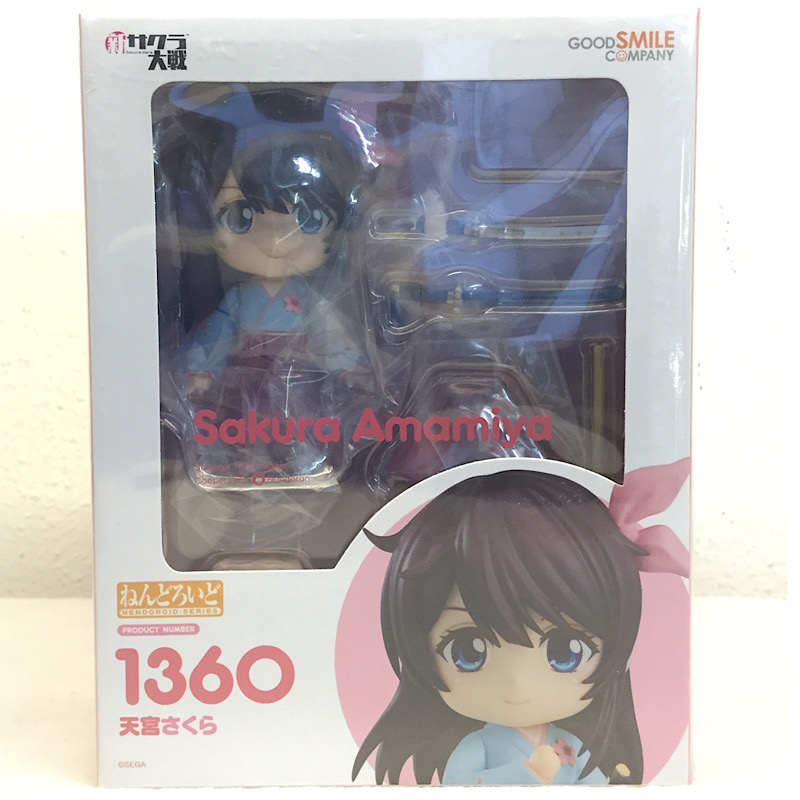 新サクラ大戦
GOOD SMILE
COMPANY
Sakura Amamiya
ねんどろいど
NENDOROID·SERIES
PRODUCT NUMBER
1360
天宮さくら
©SEGA